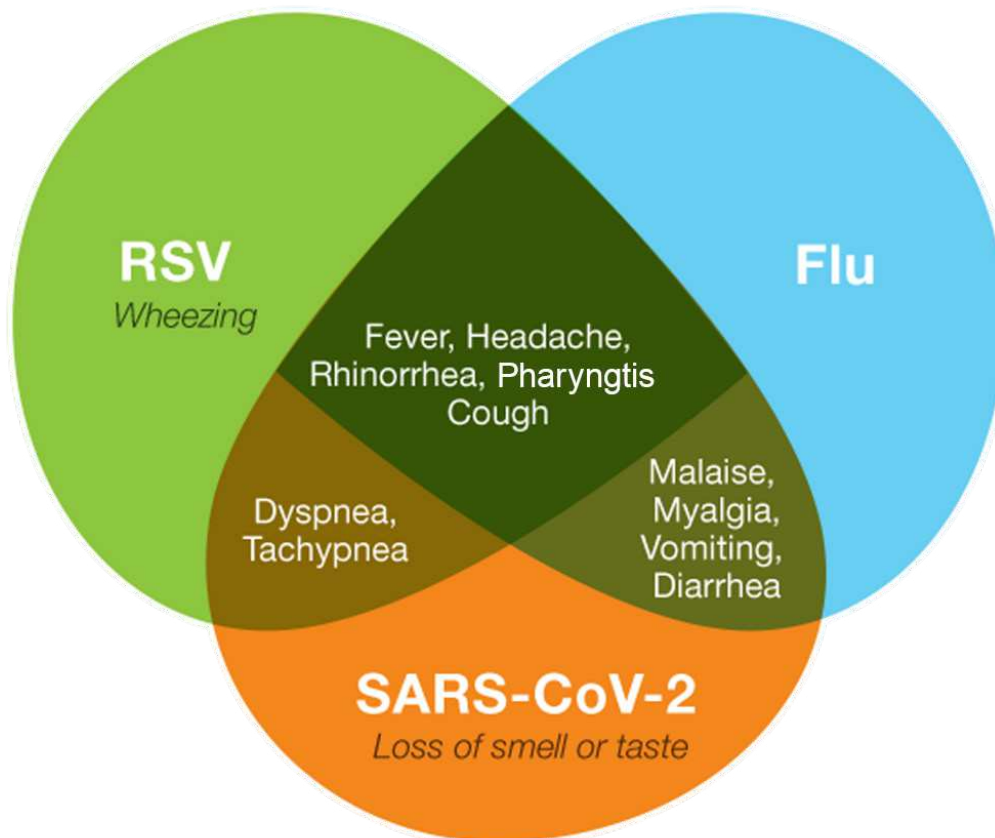 RSV
Wheezing
Flu
Fever, Headache,
Rhinorrhea, Pharyngtis
Cough
Dyspnea,
Tachypnea
Malaise,
Myalgia,
Vomiting,
Diarrhea
SARS-CoV-2
Loss of smell or taste